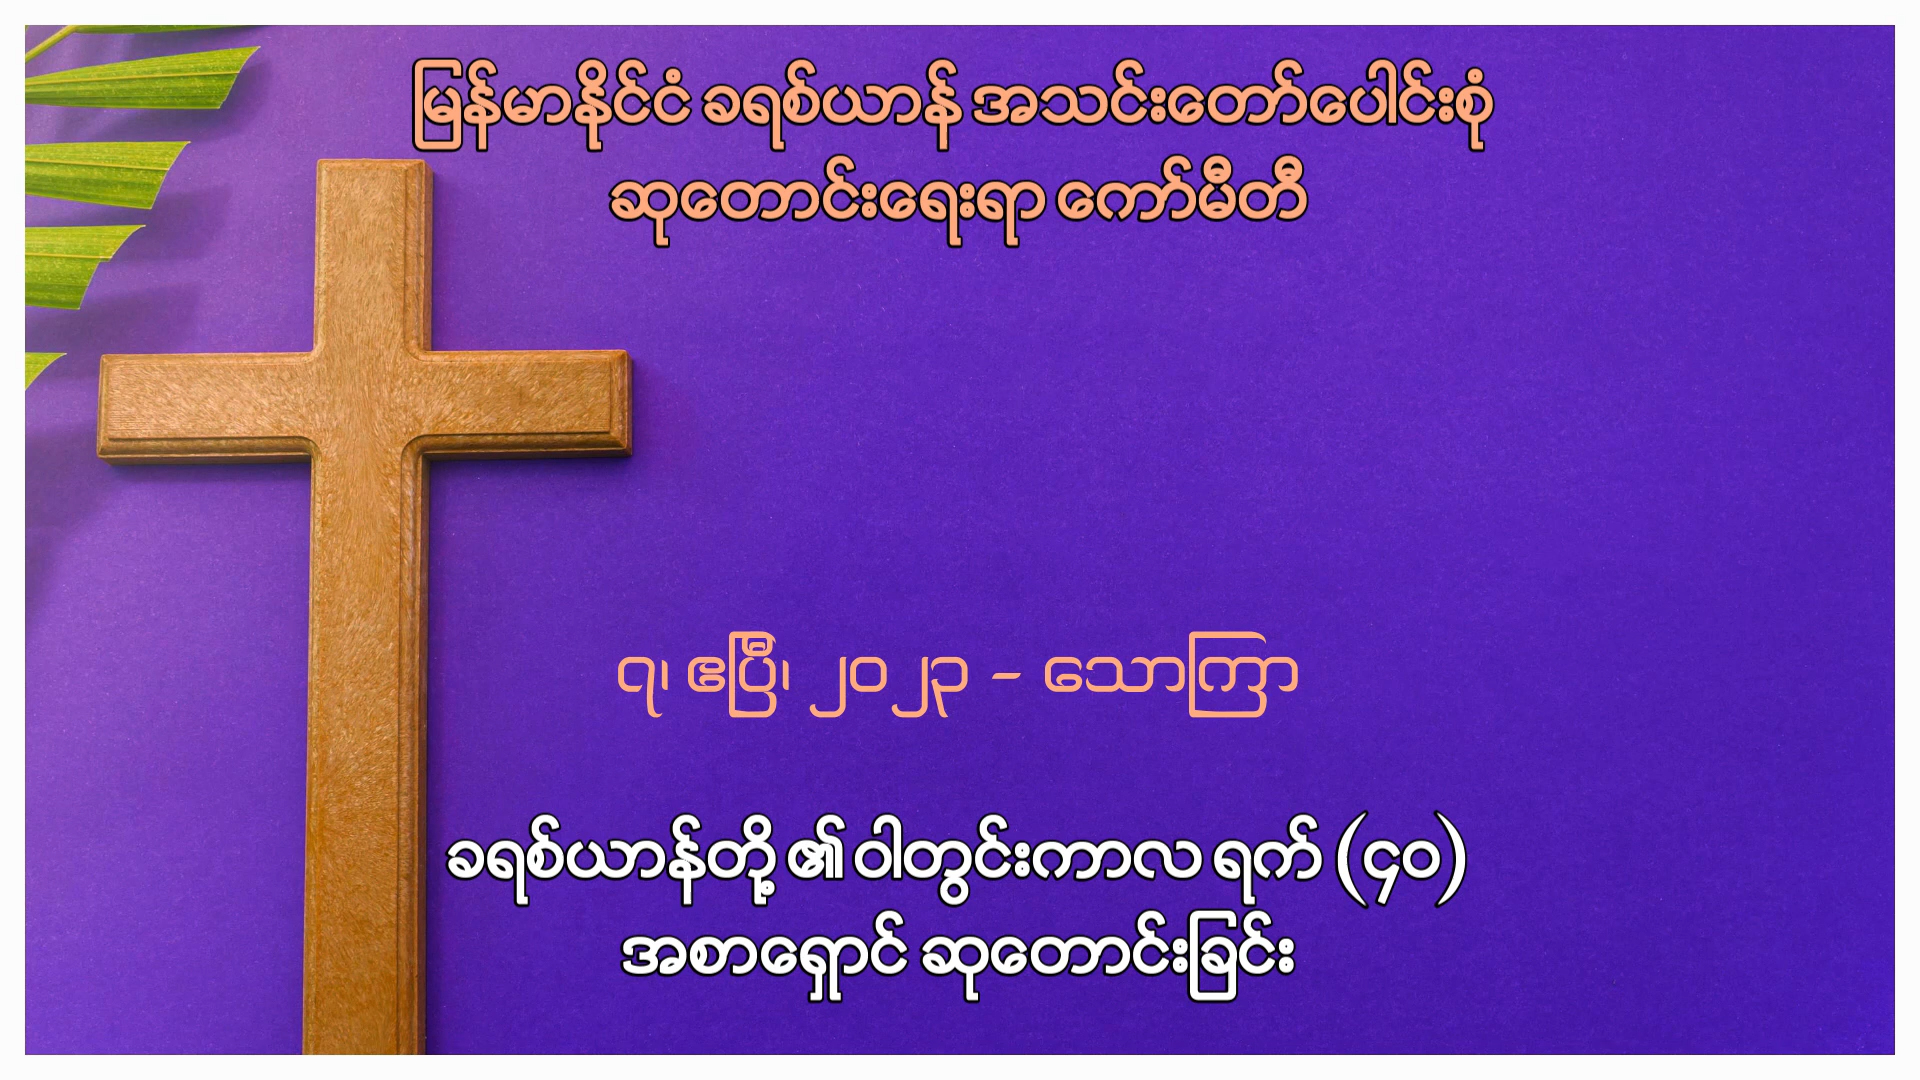 မြန်မာနိုင်ငံ ခရစ်ယာန် အသင်းတော်ပေါင်းစုံ
ဆုတောင်းရေးရာ ကော်မီတီ
၇၊ ဧပြီ၊ ၂၀၂၃ - သောကြာ
ခရစ်ယာန်တို့ ၏ ဝါတွင်းကာလ ရက် (၄၀)
အစာရှောင် ဆုတောင်းခြင်း